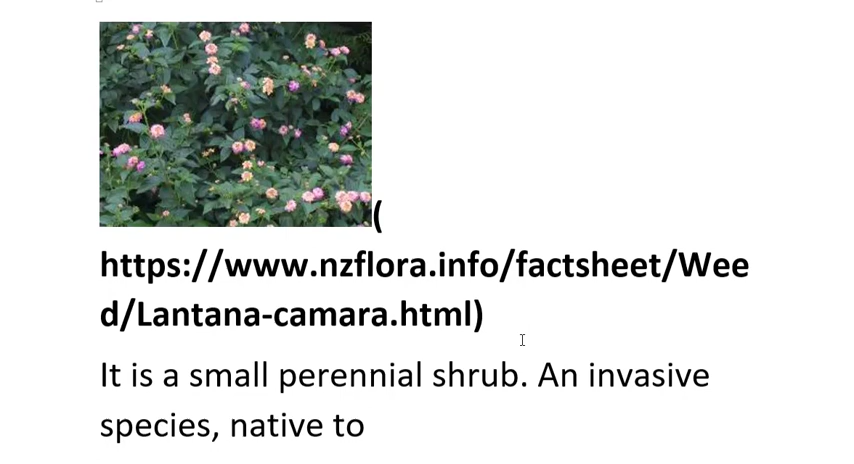 (
https://www.nzflora.info/factsheet/Wee
d/Lantana-camara.html)
It is a small perennial shrub. An invasive
species, native to